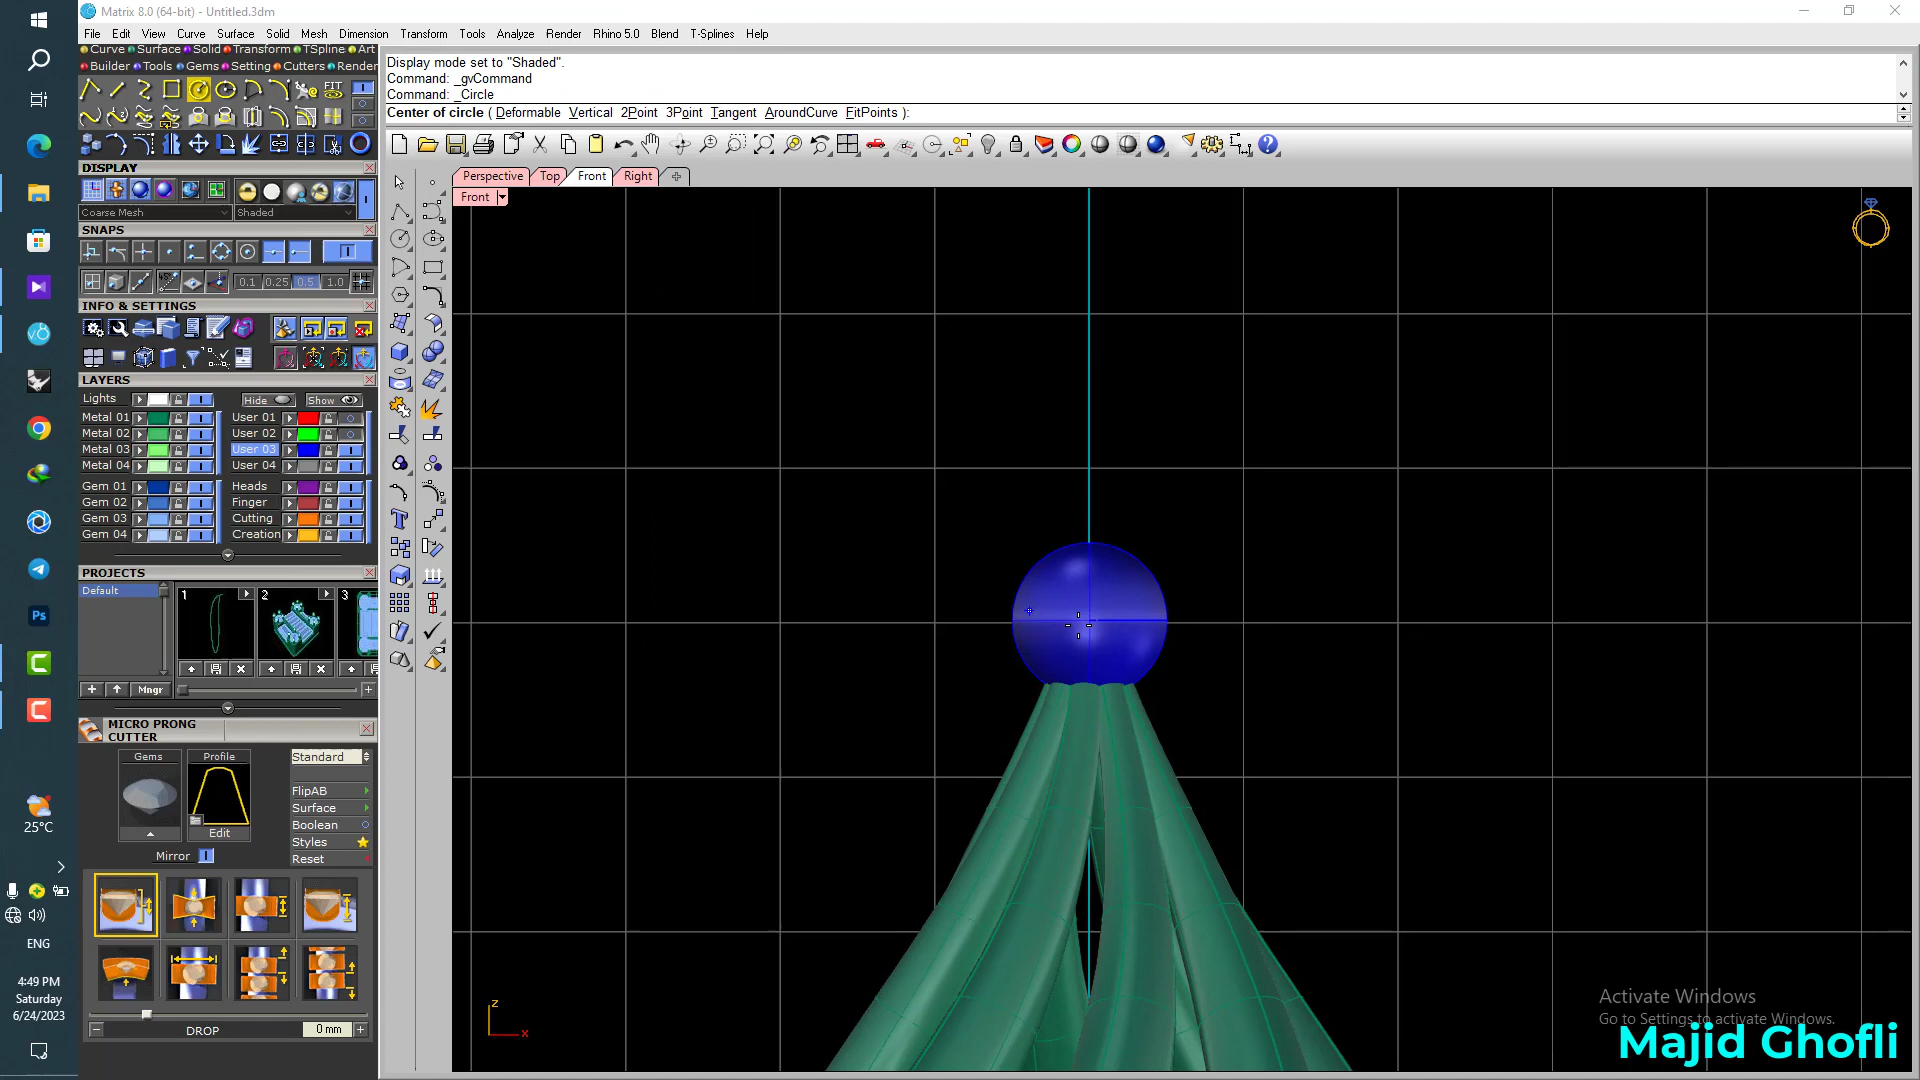 Matrix 8.0 (64-bit) - Untitled.3dm
File Edit View Curve Surface Solid Mesh Dimension Transform Tools Analyze Render Rhino 5.0 Blend T-Splines Help
Curve Surface Solid Transform TSpline Art
Builder Tools Gems Setting Cutters Render
Display mode set to "Shaded".
Command: _gvCommand
Command: _Circle
Center of circle ( Deformable Vertical 2Point 3Point Tangent AroundCurve FitPoints ):
FIT
DISPLAY
Coarse Mesh Shaded
SNAPS
0.1 0.25 0.5 1.0
INFO & SETTINGS
LAYERS
Lights Hide Show
Metal 01 User 01
Metal 02 User 02
Metal 03 User 03
Metal 04 User 04
Gem 01 Heads
Gem 02 Finger
Gem 03 Cutting
Gem 04 Creation
PROJECTS
Default
1 2 3
Mngr
MICRO PRONG
CUTTER
Gems Profile Standard
FlipAB
Surface
Boolean
Edit
Styles
Mirror
Reset
DROP 0 mm
Perspective Top Front Right
Front
z
x
25°C
ENG
4:49 PM
Saturday
6/24/2023
Activate Windows
Go to Settings to activate Windows.
Majid Ghofli